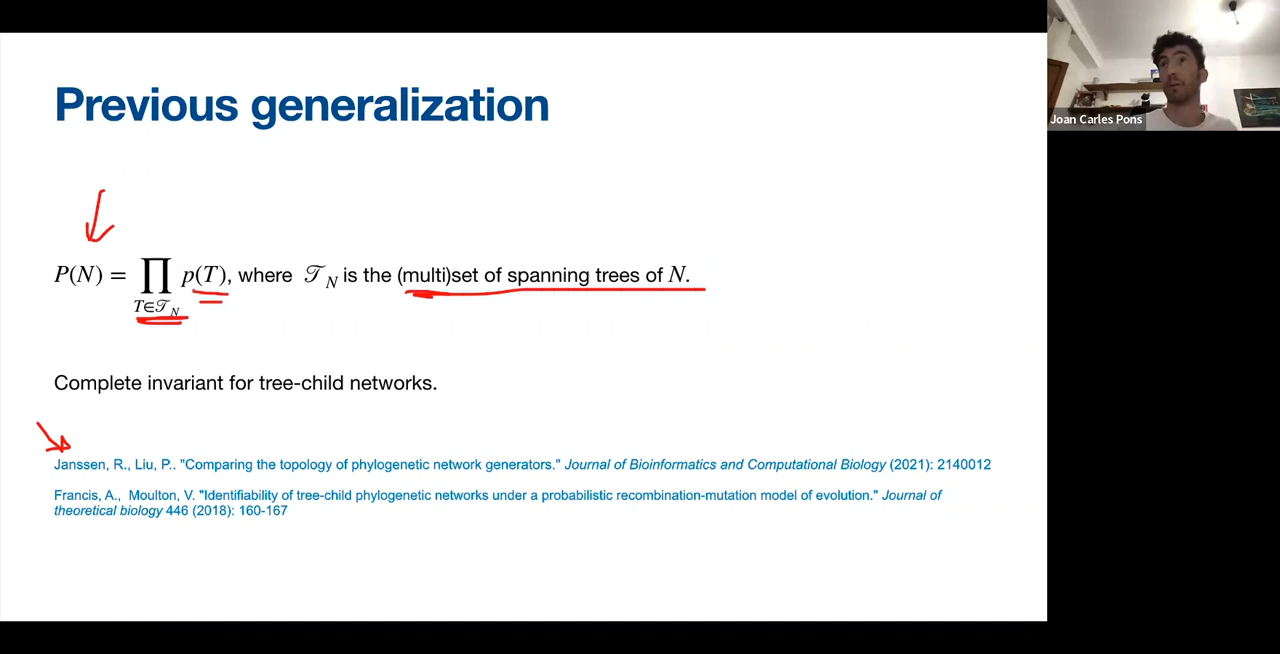 Previous generalization
Joan Carles Pons
P(N) = ∏ p(T), where 𝒯_N is the (multi)set of spanning trees of N.
T∈𝒯_N
Complete invariant for tree-child networks.
Janssen, R., Liu, P.. "Comparing the topology of phylogenetic network generators." Journal of Bioinformatics and Computational Biology (2021): 2140012
Francis, A., Moulton, V. "Identifiability of tree-child phylogenetic networks under a probabilistic recombination-mutation model of evolution." Journal of
theoretical biology 446 (2018): 160-167